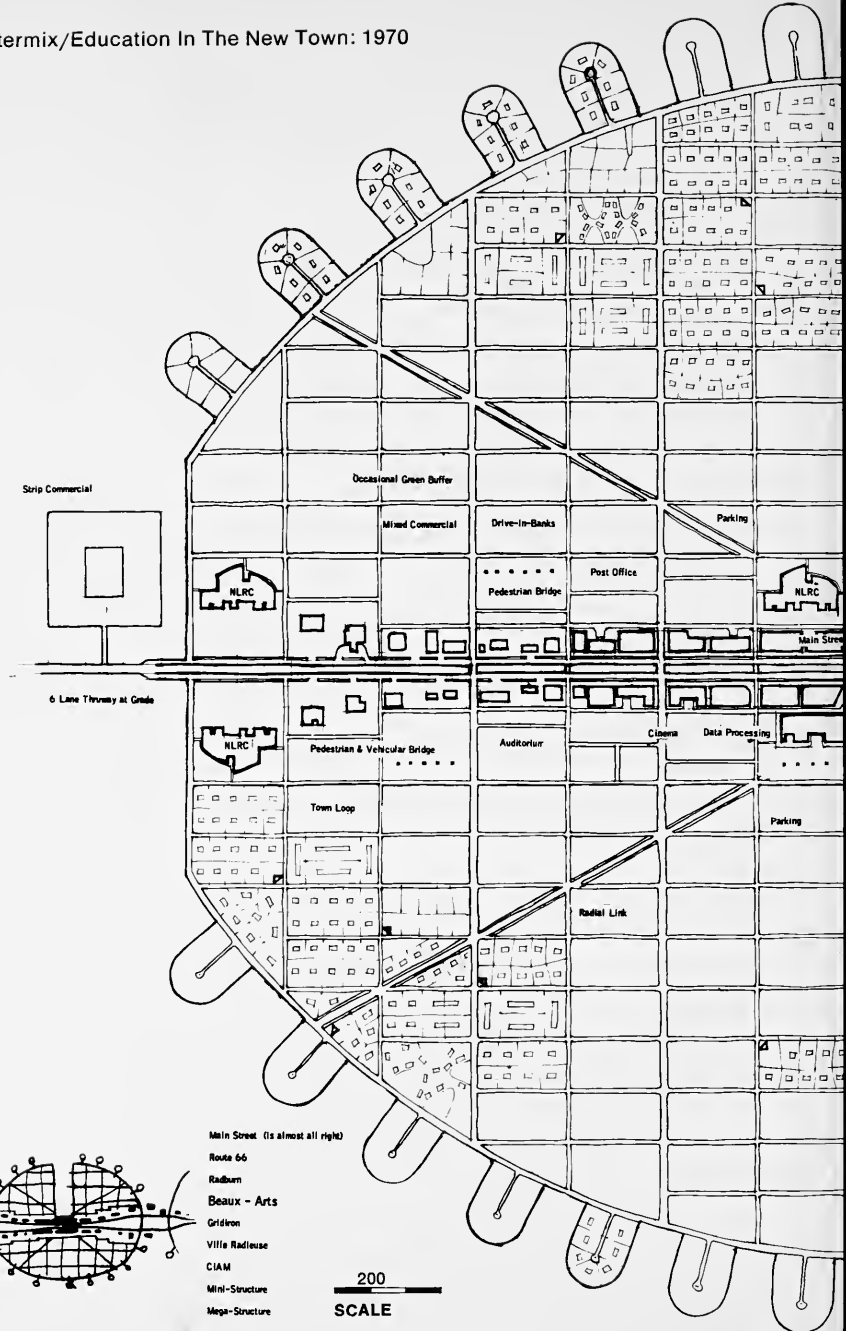 termix/Education In The New Town: 1970
Strip Commercial
Occasional Green Buffer
Mixed Commercial
Drive-In-Banks
Parking
NLRC
Pedestrian Bridge
Post Office
NLRC
Main Stree
6 Lane Thruway at Grade
NLRC
Pedestrian & Vehicular Bridge
Auditorium
Cinema
Data Processing
Town Loop
Parking
Radial Link
Main Street (is almost all right)
Route 66
Radburn
Beaux - Arts
Gridiron
Ville Radieuse
CIAM
Mini-Structure
Mega-Structure
200
SCALE